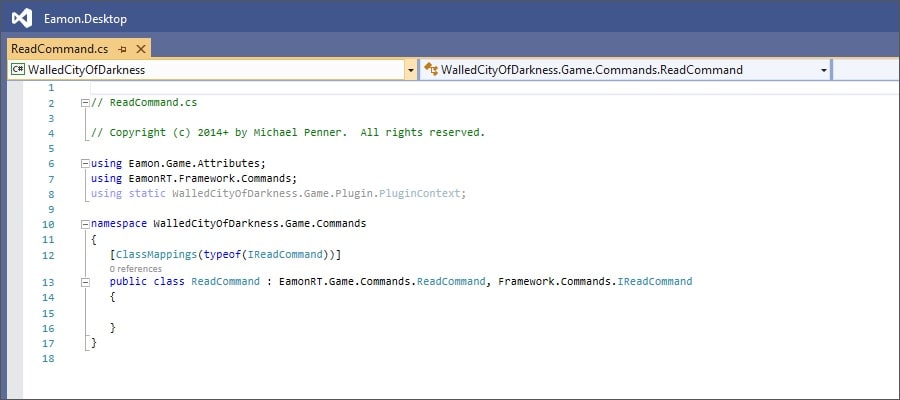 Eamon.Desktop
ReadCommand.cs
C# WalledCityOfDarkness
WalledCityOfDarkness.Game.Commands.ReadCommand
1
2 // ReadCommand.cs
3
4 // Copyright (c) 2014+ by Michael Penner.  All rights reserved.
5
6 using Eamon.Game.Attributes;
7 using EamonRT.Framework.Commands;
8 using static WalledCityOfDarkness.Game.Plugin.PluginContext;
9
10 namespace WalledCityOfDarkness.Game.Commands
11 {
12 [ClassMappings(typeof(IReadCommand))]
0 references
13 public class ReadCommand : EamonRT.Game.Commands.ReadCommand, Framework.Commands.IReadCommand
14 {
15
16 }
17 }
18